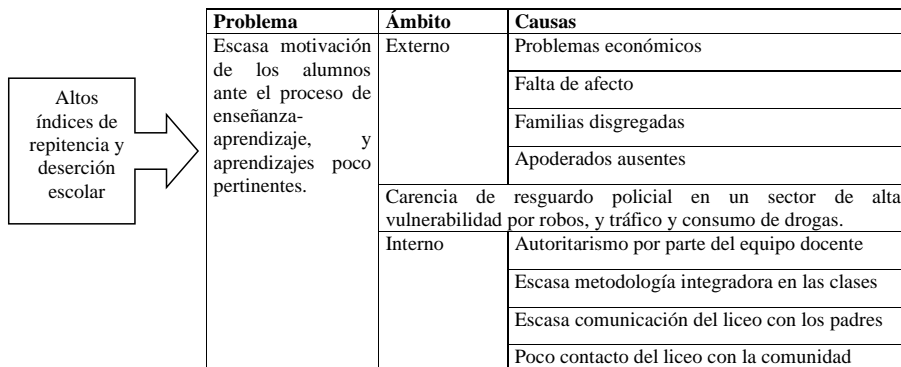 Altos
índices de
repitencia y
deserción
escolar
Problema
Ámbito
Causas
Escasa motivación
de los alumnos
ante el proceso de
enseñanza-
aprendizaje, y
aprendizajes poco
pertinentes.
Externo
Problemas económicos
Falta de afecto
Familias disgregadas
Apoderados ausentes
Carencia de resguardo policial en un sector de alta
vulnerabilidad por robos, y tráfico y consumo de drogas.
Interno
Autoritarismo por parte del equipo docente
Escasa metodología integradora en las clases
Escasa comunicación del liceo con los padres
Poco contacto del liceo con la comunidad